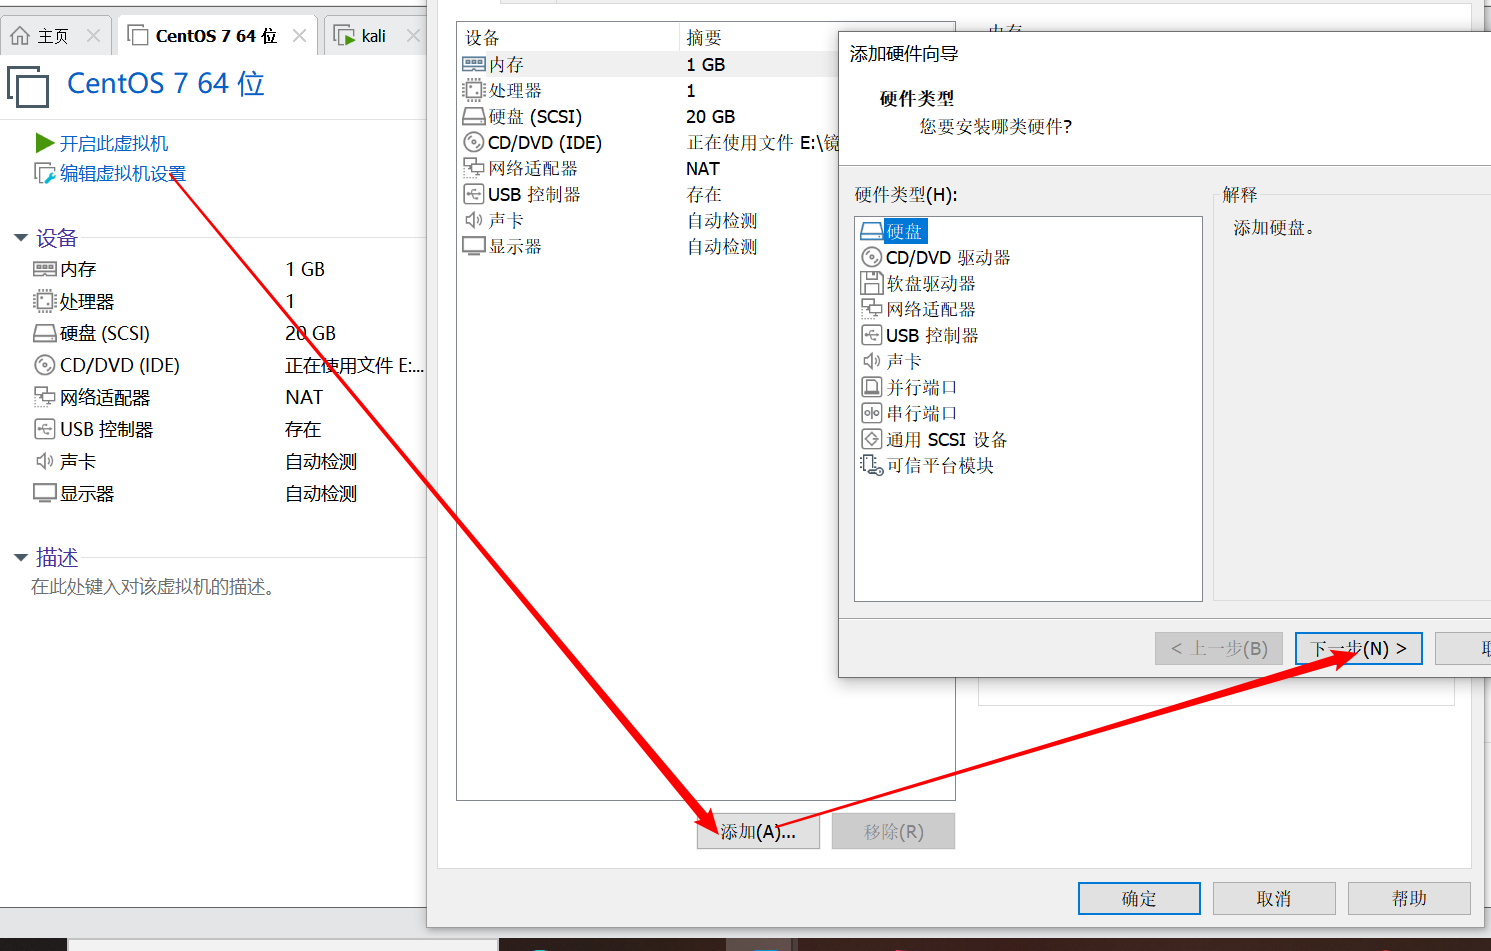 主页
CentOS 7 64 位
kali
CentOS 7 64 位
开启此虚拟机
编辑虚拟机设置
设备
内存 1 GB
处理器 1
硬盘 (SCSI) 20 GB
CD/DVD (IDE) 正在使用文件 E:...
网络适配器 NAT
USB 控制器 存在
声卡 自动检测
显示器 自动检测
描述
在此处键入对该虚拟机的描述。
设备 摘要
内存 1 GB
处理器 1
硬盘 (SCSI) 20 GB
CD/DVD (IDE) 正在使用文件 E:\镜
网络适配器 NAT
USB 控制器 存在
声卡 自动检测
显示器 自动检测
添加(A)...
移除(R)
确定
取消
帮助
内存
添加硬件向导
硬件类型
您要安装哪类硬件?
硬件类型(H):
硬盘
CD/DVD 驱动器
软盘驱动器
网络适配器
USB 控制器
声卡
并行端口
串行端口
通用 SCSI 设备
可信平台模块
解释
添加硬盘。
< 上一步(B)
下一步(N) >
取